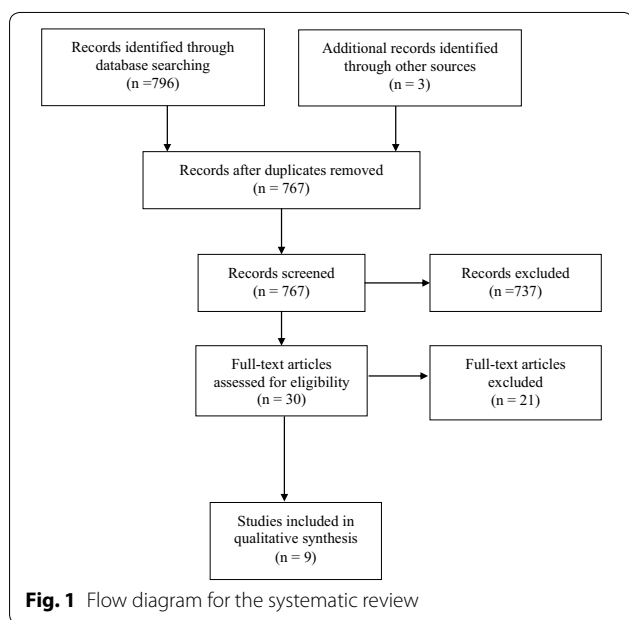 Records identified through
database searching
(n =796)
Additional records identified
through other sources
(n = 3)
Records after duplicates removed
(n = 767)
Records screened
(n = 767)
Records excluded
(n =737)
Full-text articles
assessed for eligibility
(n = 30)
Full-text articles
excluded
(n = 21)
Studies included in
qualitative synthesis
(n = 9)
Fig. 1 Flow diagram for the systematic review